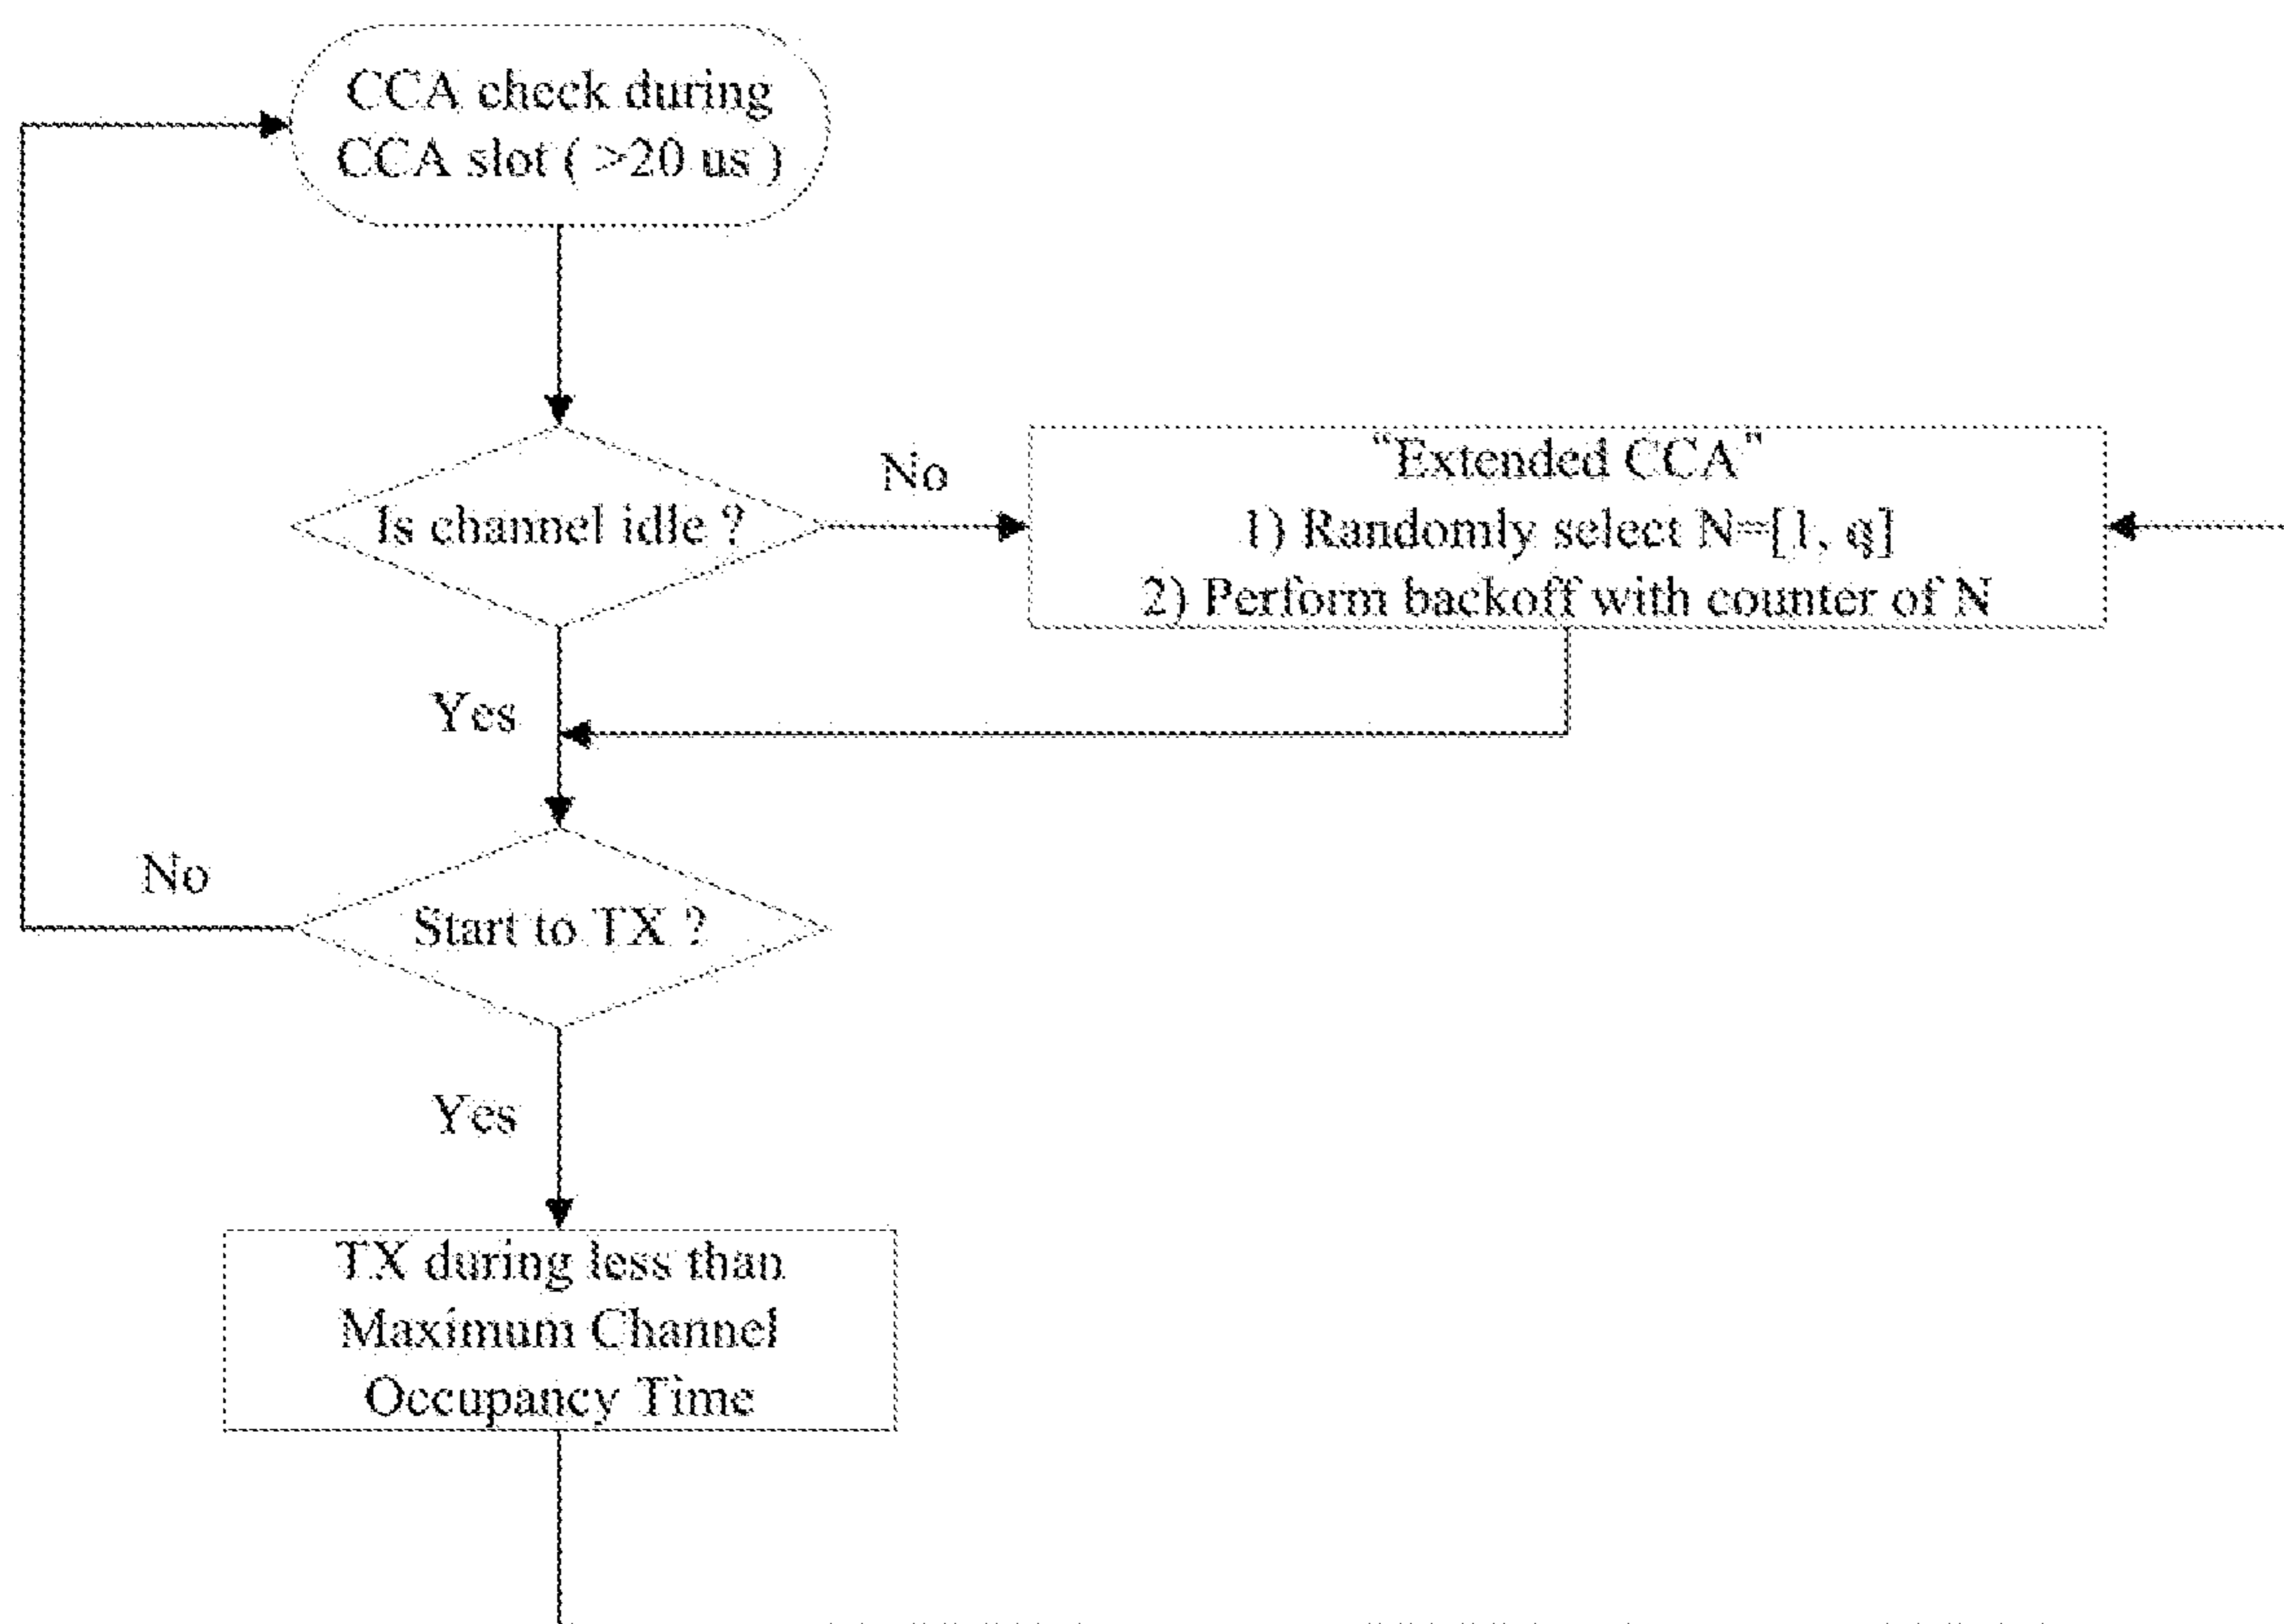 CCA check during
CCA slot ( >20 us )
Is channel idle ?
No
“Extended CCA”
1) Randomly select N=[1, q]
2) Perform backoff with counter of N
Yes
No
Start to TX ?
Yes
TX during less than
Maximum Channel
Occupancy Time